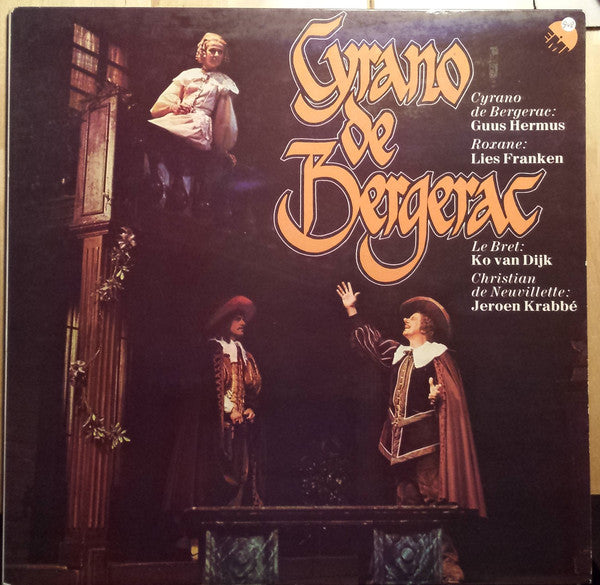 Cyrano
de
Bergerac
Cyrano
de Bergerac:
Guus Hermus
Roxane:
Lies Franken
Le Bret:
Ko van Dijk
Christian
de Neuvillette:
Jeroen Krabbé